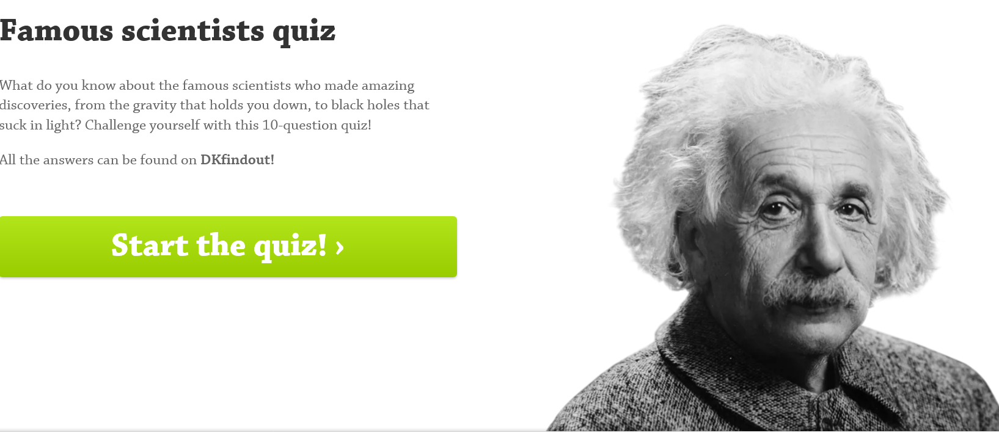 Famous scientists quiz
What do you know about the famous scientists who made amazing
discoveries, from the gravity that holds you down, to black holes that
suck in light? Challenge yourself with this 10-question quiz!
All the answers can be found on DKfindout!
Start the quiz! ›